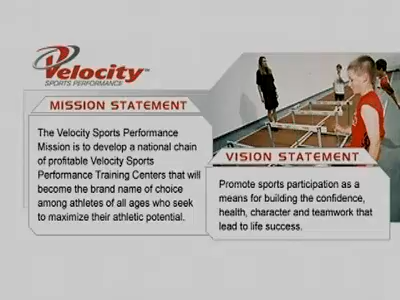 Velocity™
SPORTS PERFORMANCE
MISSION STATEMENT
The Velocity Sports Performance
Mission is to develop a national chain
of profitable Velocity Sports
Performance Training Centers that will
become the brand name of choice
among athletes of all ages who seek
to maximize their athletic potential.
VISION STATEMENT
Promote sports participation as a
means for building the confidence,
health, character and teamwork that
lead to life success.